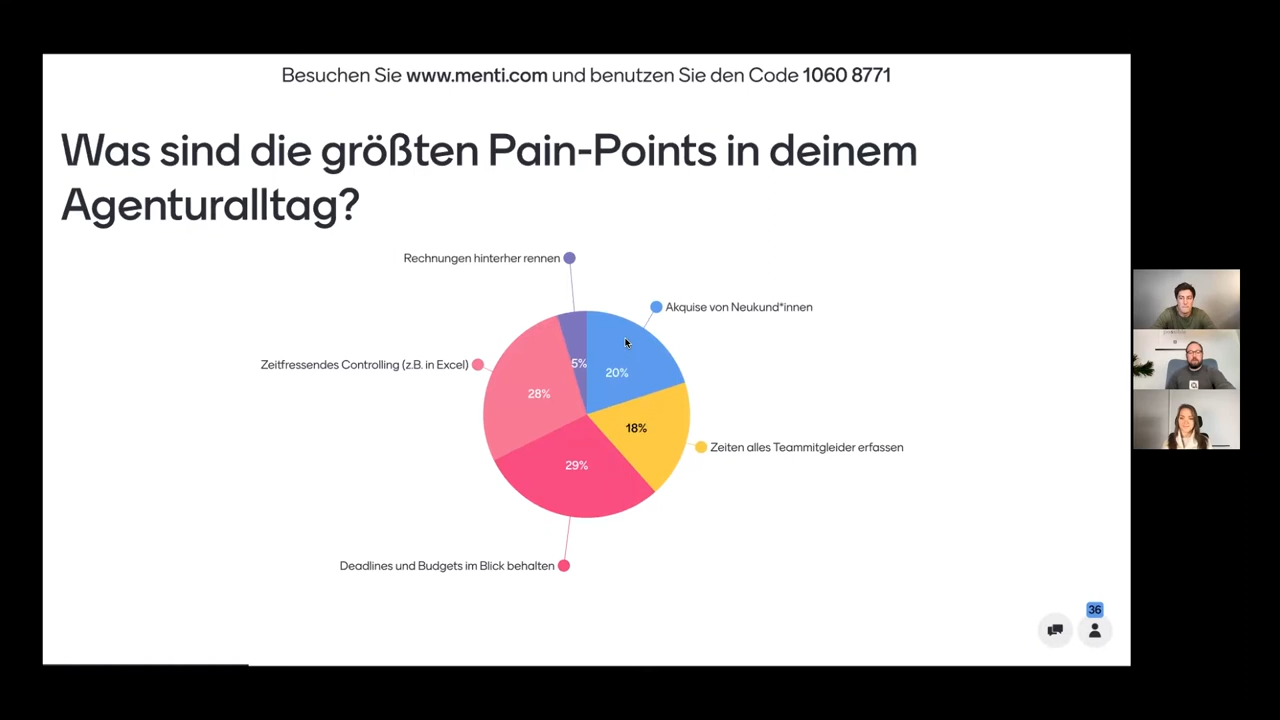 Besuchen Sie www.menti.com und benutzen Sie den Code 1060 8771
Was sind die größten Pain-Points in deinem
Agenturalltag?
Rechnungen hinterher rennen
Akquise von Neukund*innen
Zeitfressendes Controlling (z.B. in Excel)
5%
20%
28%
18%
Zeiten alles Teammitgleider erfassen
29%
Deadlines und Budgets im Blick behalten
36